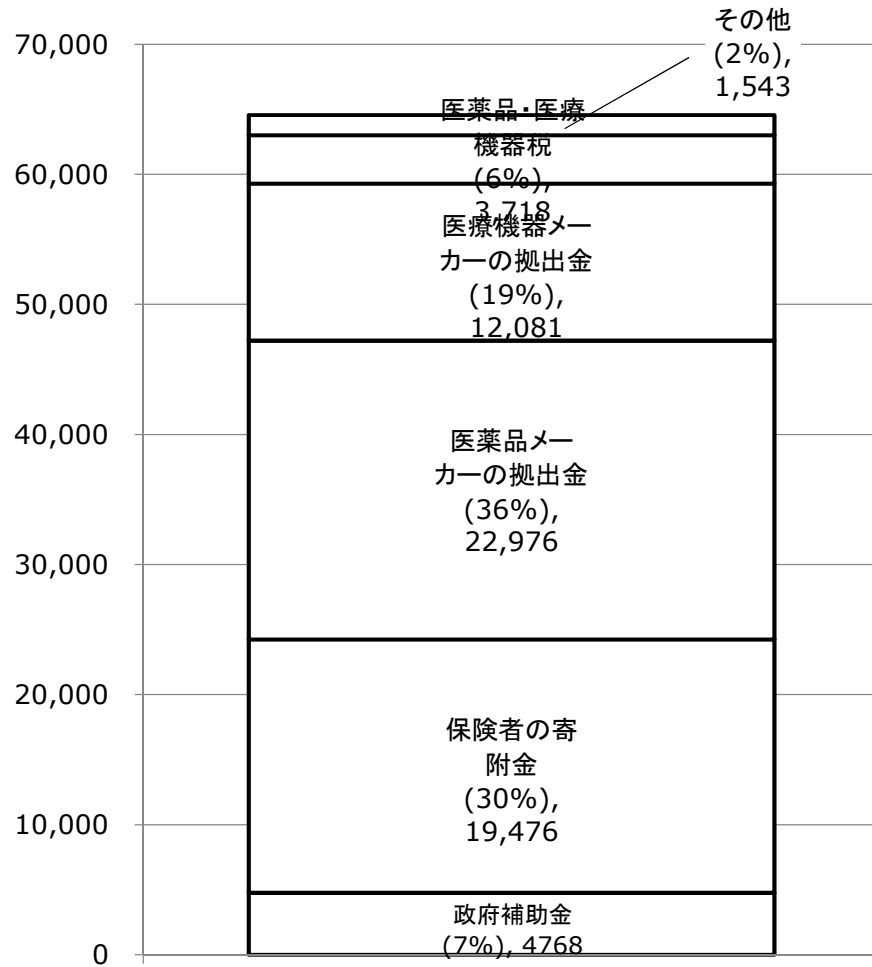 その他
(2%),
1,543
70,000
60,000
50,000
40,000
30,000
20,000
10,000
0
医薬品・医療
機器税
(6%),
3,718
医療機器メー
カーの拠出金
(19%),
12,081
医薬品メー
カーの拠出金
(36%),
22,976
保険者の寄
附金
(30%),
19,476
政府補助金
(7%), 4768